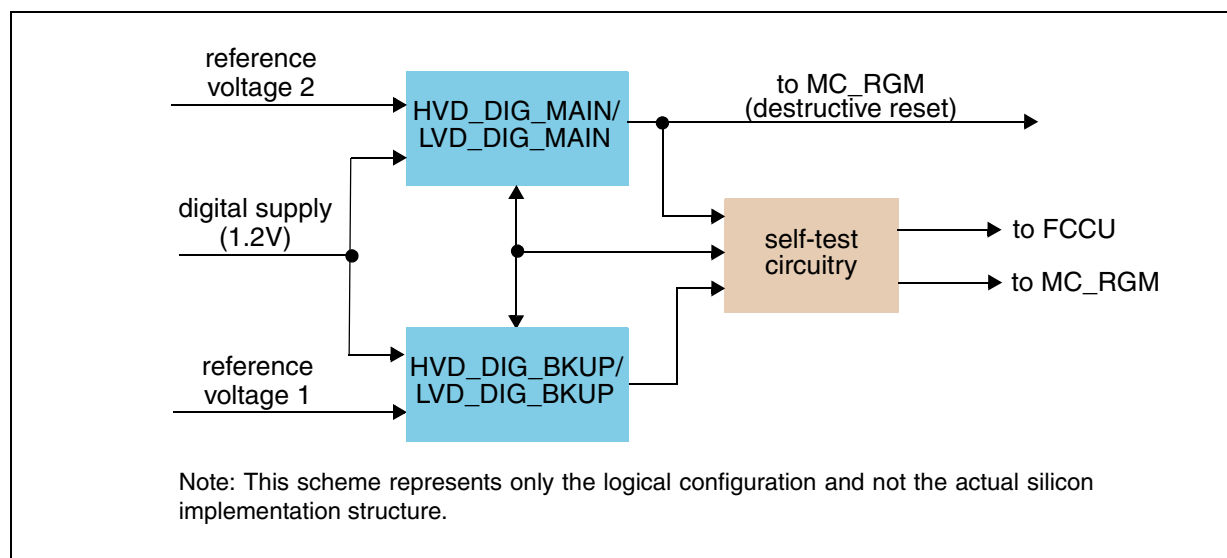 reference
voltage 2
HVD_DIG_MAIN/
LVD_DIG_MAIN
to MC_RGM
(destructive reset)
digital supply
(1.2V)
self-test
circuitry
to FCCU
to MC_RGM
reference
voltage 1
HVD_DIG_BKUP/
LVD_DIG_BKUP
Note: This scheme represents only the logical configuration and not the actual silicon
implementation structure.